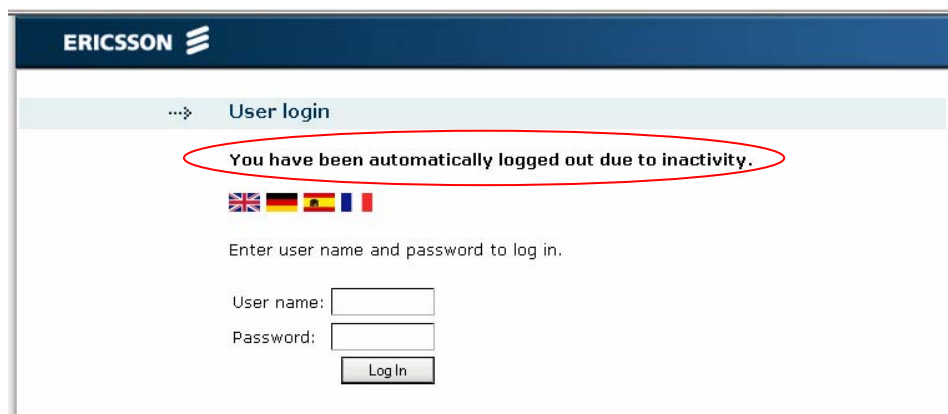 ERICSSON
User login
You have been automatically logged out due to inactivity.
Enter user name and password to log in.
User name:
Password:
Log In